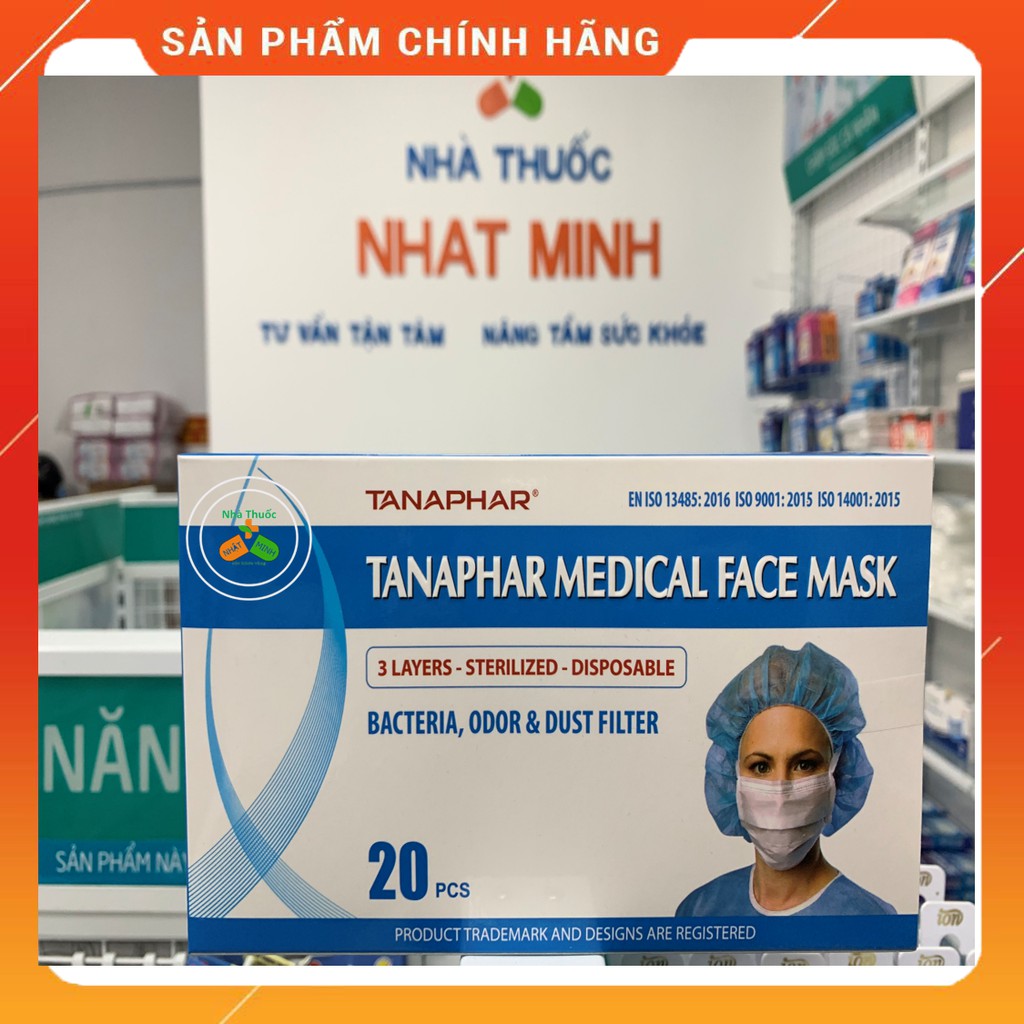 SẢN PHẨM CHÍNH HÃNG
NHÀ THUỐC
NHAT MINH
TƯ VẤN TẬN TÂM NÂNG TẦM SỨC KHỎE
TANAPHAR®
EN ISO 13485: 2016 ISO 9001: 2015 ISO 14001: 2015
Nhà Thuốc
NHẬT MINH
TANAPHAR MEDICAL FACE MASK
3 LAYERS - STERILIZED - DISPOSABLE
BACTERIA, ODOR & DUST FILTER
NĂN
SẢN PHẨM NÀY
20 PCS
PRODUCT TRADEMARK AND DESIGNS ARE REGISTERED
ion
ion